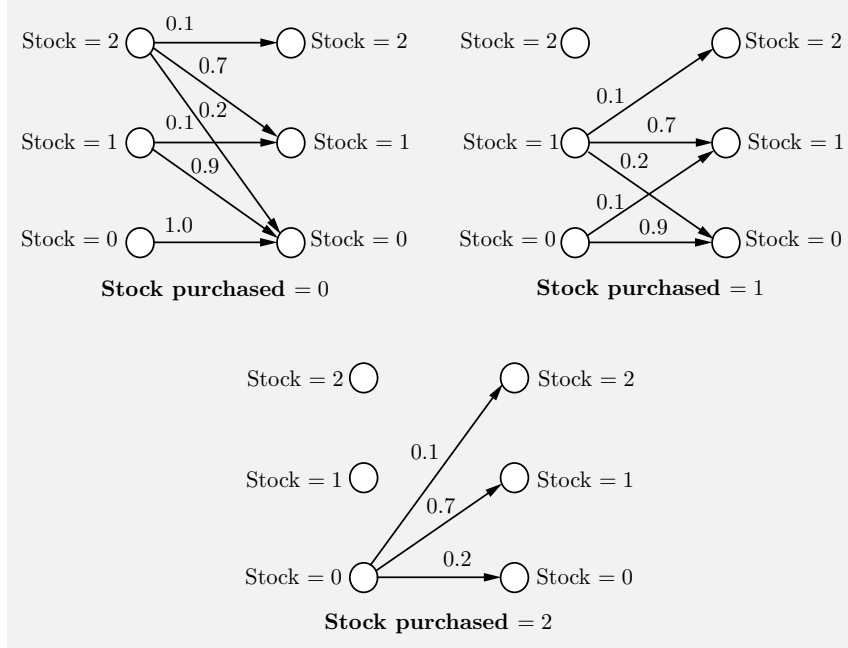 0.1
Stock = 2 Stock = 2
0.7
0.2
0.1
Stock = 1 Stock = 1
0.9
1.0
Stock = 0 Stock = 0
Stock purchased = 0
Stock = 2 Stock = 2
0.1
0.7
Stock = 1 Stock = 1
0.2
0.1
0.9
Stock = 0 Stock = 0
Stock purchased = 1
Stock = 2 Stock = 2
0.1
Stock = 1 Stock = 1
0.7
0.2
Stock = 0 Stock = 0
Stock purchased = 2